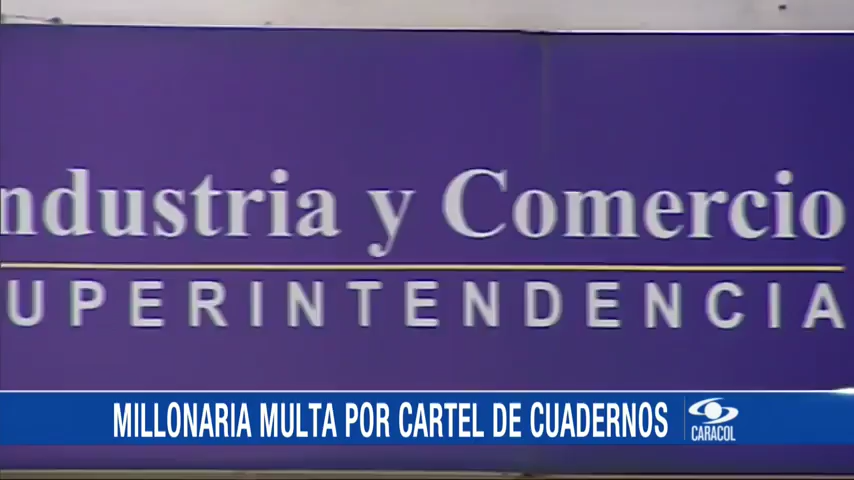 ndustria y Comercio
UPERINTENDENCIA
MILLONARIA MULTA POR CARTEL DE CUADERNOS
CARACOL